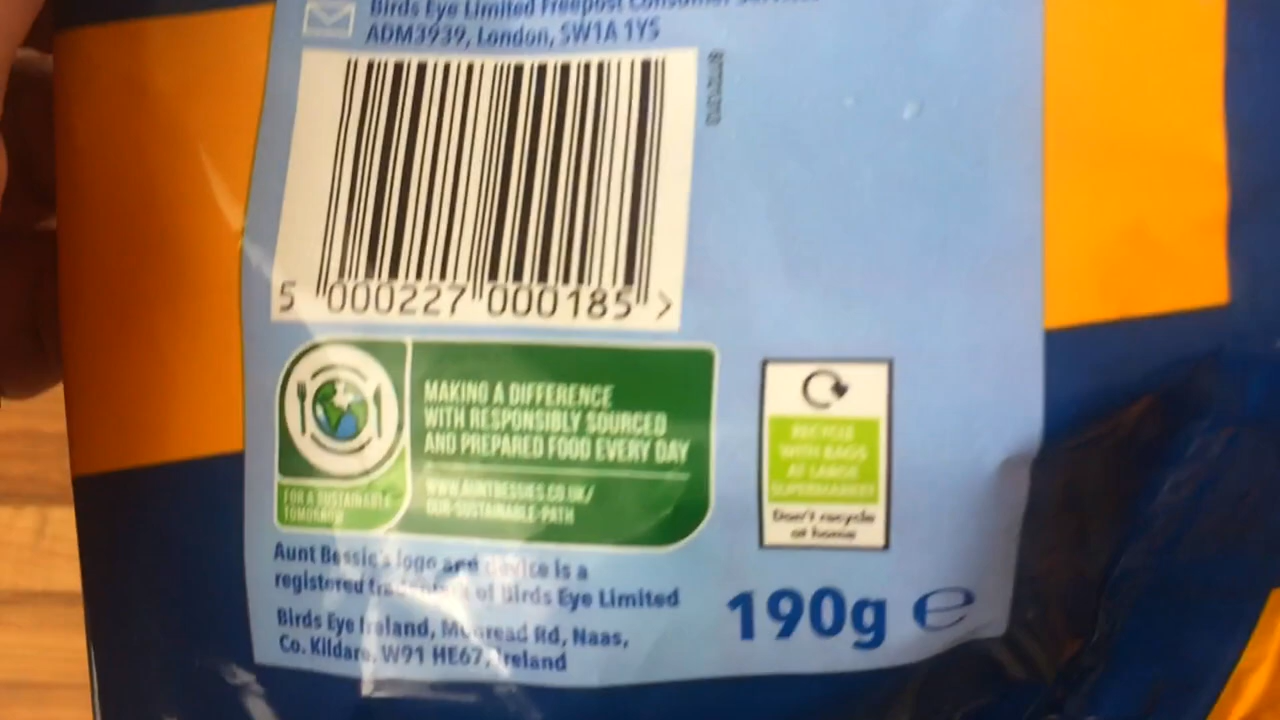 Birds Eye Limited Freepost Consumer
ADM3939, London, SW1A 1YS
5 000227 000185 >
MAKING A DIFFERENCE
WITH RESPONSIBLY SOURCED
AND PREPARED FOOD EVERY DAY
WWW.AUNTBESSIES.CO.UK/
OUR-SUSTAINABLE-PATH
FOR A SUSTAINABLE
TOMORROW
RECYCLE
WITH BAGS
AT LARGE
SUPERMARKET
Don't recycle
at home
Aunt Bessie's logo and device is a
registered trademark of Birds Eye Limited
Birds Eye Ireland, Monread Rd, Naas,
Co. Kildare, W91 HE67, Ireland
190g e